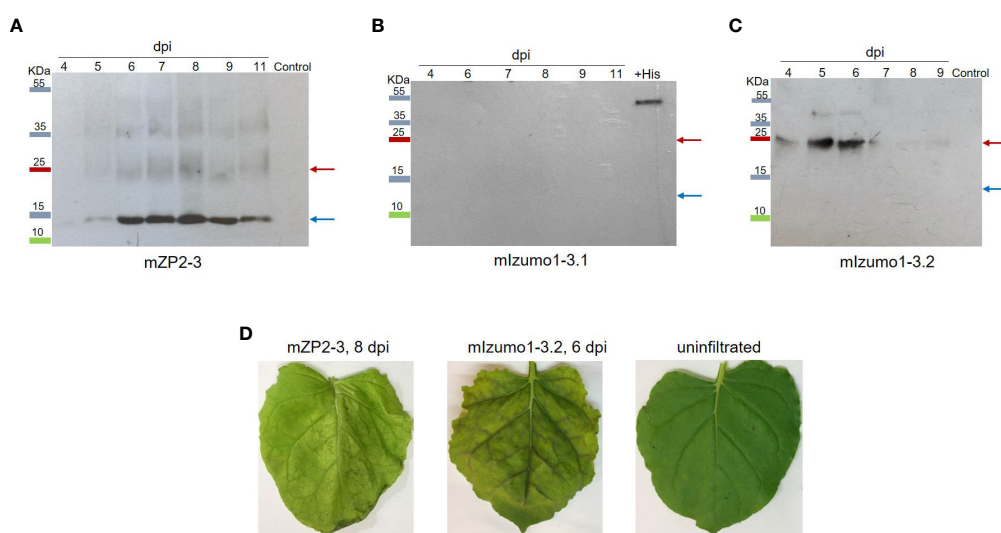 A
dpi
KDa 4 5 6 7 8 9 11 Control
55
35
25
15
10
mZP2-3
B
dpi
+His
KDa 4 6 7 8 9 11
55
35
25
15
10
mIzumo1-3.1
C
dpi
KDa 4 5 6 7 8 9 Control
55
35
25
15
10
mIzumo1-3.2
D
mZP2-3, 8 dpi
mIzumo1-3.2, 6 dpi
uninfiltrated